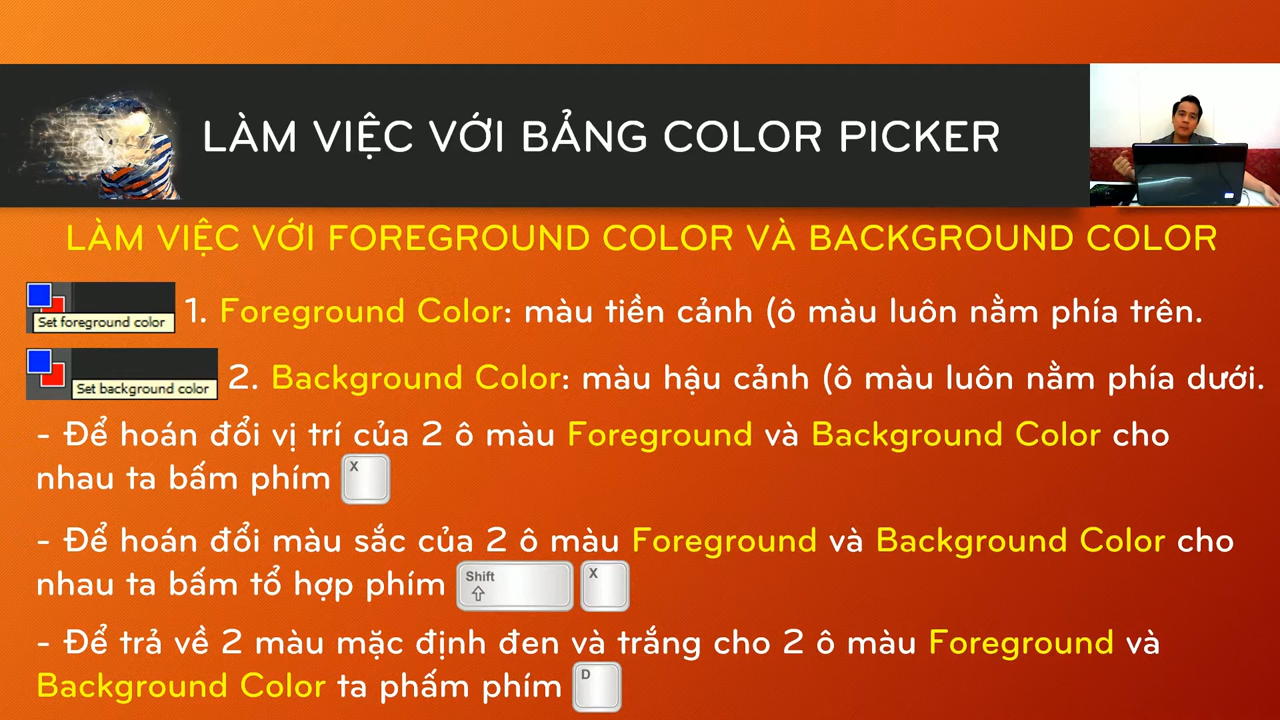 LÀM VIỆC VỚI BẢNG COLOR PICKER
LÀM VIỆC VỚI FOREGROUND COLOR VÀ BACKGROUND COLOR
Set foreground color
1. Foreground Color: màu tiền cảnh (ô màu luôn nằm phía trên.
Set background color
2. Background Color: màu hậu cảnh (ô màu luôn nằm phía dưới.
- Để hoán đổi vị trí của 2 ô màu Foreground và Background Color cho
nhau ta bấm phím X
- Để hoán đổi màu sắc của 2 ô màu Foreground và Background Color cho
nhau ta bấm tổ hợp phím Shift X
- Để trả về 2 màu mặc định đen và trắng cho 2 ô màu Foreground và
Background Color ta phấm phím D